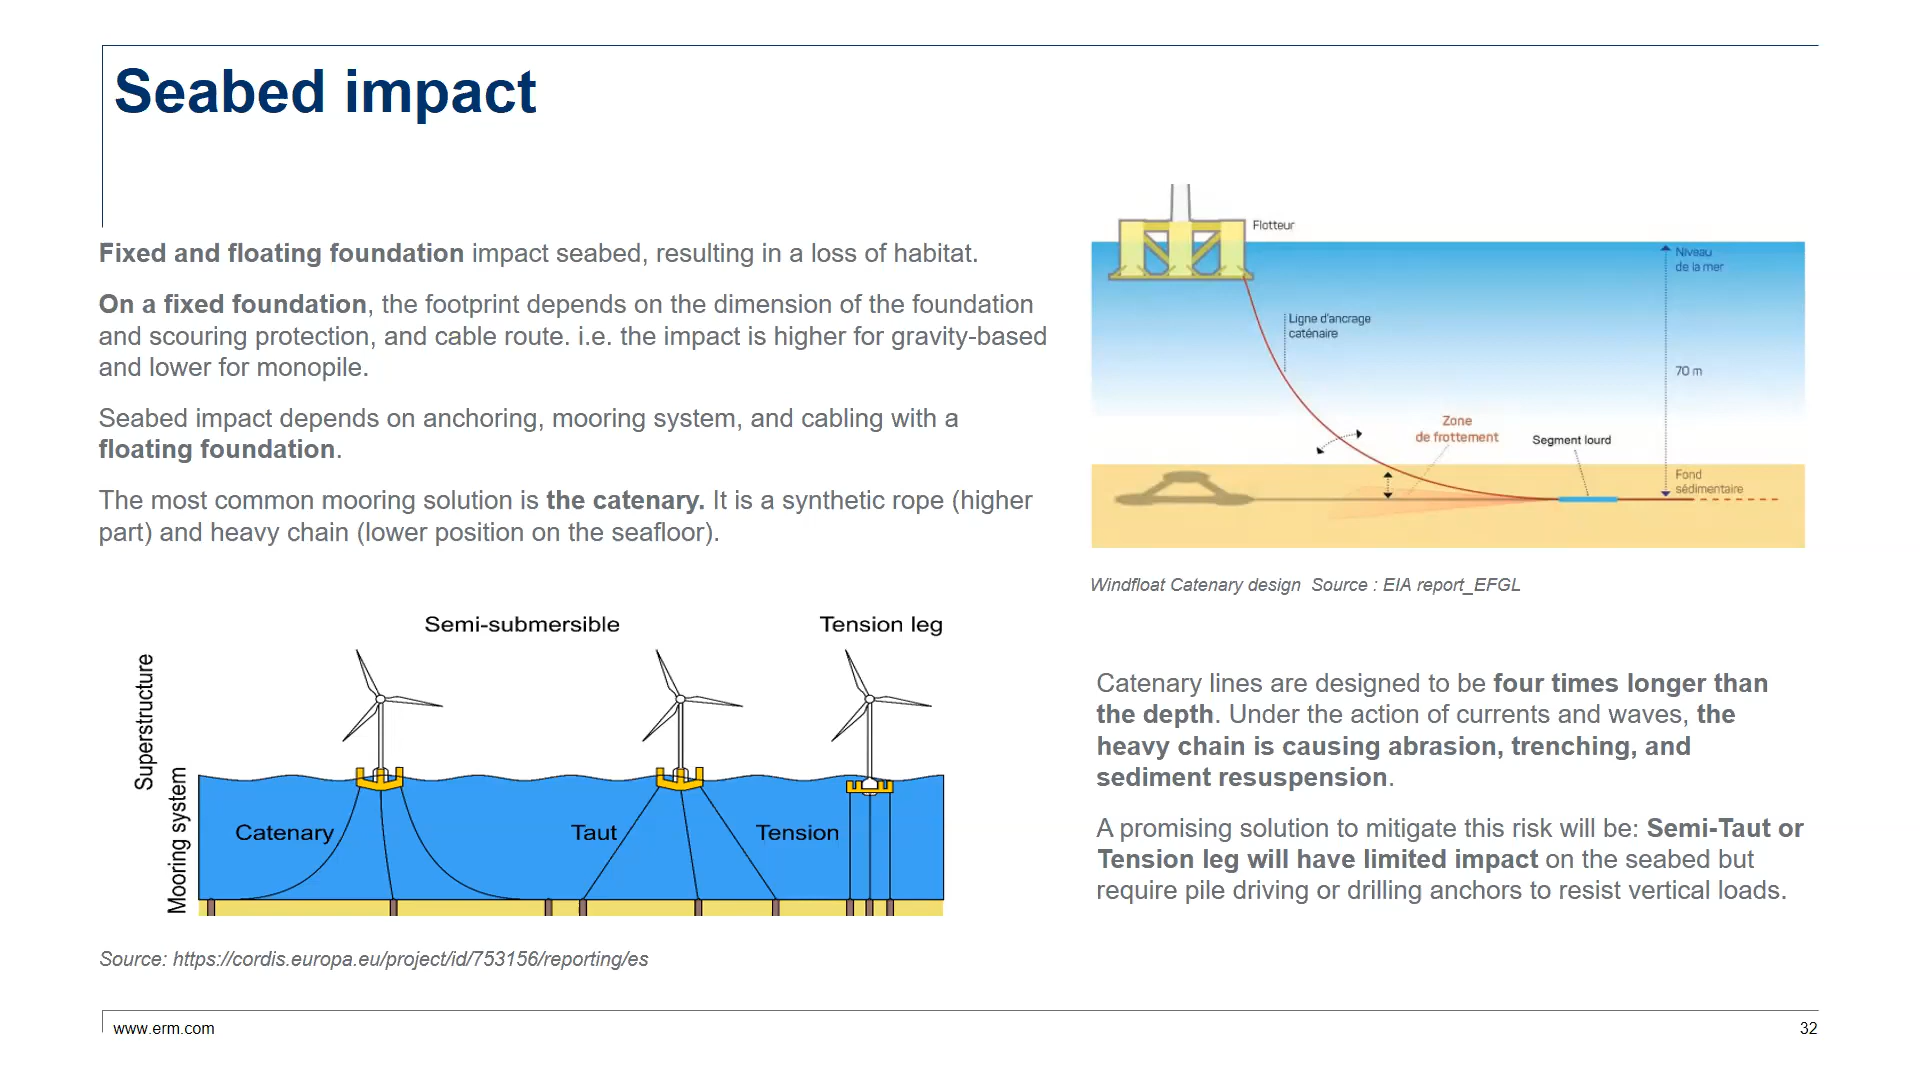 Seabed impact
Fixed and floating foundation impact seabed, resulting in a loss of habitat.
On a fixed foundation, the footprint depends on the dimension of the foundation
and scouring protection, and cable route. i.e. the impact is higher for gravity-based
and lower for monopile.
Seabed impact depends on anchoring, mooring system, and cabling with a
floating foundation.
The most common mooring solution is the catenary. It is a synthetic rope (higher
part) and heavy chain (lower position on the seafloor).
Semi-submersible
Tension leg
Superstructure
Mooring system
Catenary
Taut
Tension
Source: https://cordis.europa.eu/project/id/753156/reporting/es
Flotteur
Niveau
de la mer
Ligne d'ancrage
caténaire
70 m
Zone
de frottement
Segment lourd
Fond
sédimentaire
Windfloat Catenary design  Source : EIA report_EFGL
Catenary lines are designed to be four times longer than
the depth. Under the action of currents and waves, the
heavy chain is causing abrasion, trenching, and
sediment resuspension.
A promising solution to mitigate this risk will be: Semi-Taut or
Tension leg will have limited impact on the seabed but
require pile driving or drilling anchors to resist vertical loads.
www.erm.com
32